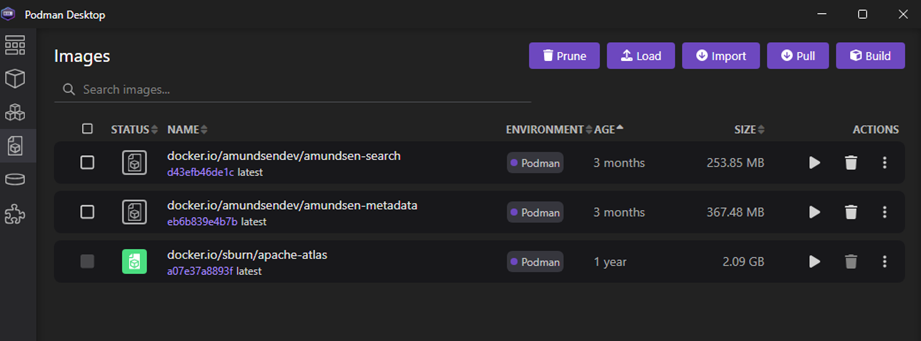 Podman Desktop
Images
Prune
Load
Import
Pull
Build
Search images...
STATUS NAME ENVIRONMENT AGE SIZE ACTIONS
docker.io/amundsendev/amundsen-search
d43efb46de1c latest
Podman 3 months 253.85 MB
docker.io/amundsendev/amundsen-metadata
eb6b839e4b7b latest
Podman 3 months 367.48 MB
docker.io/sburn/apache-atlas
a07e37a8893f latest
Podman 1 year 2.09 GB